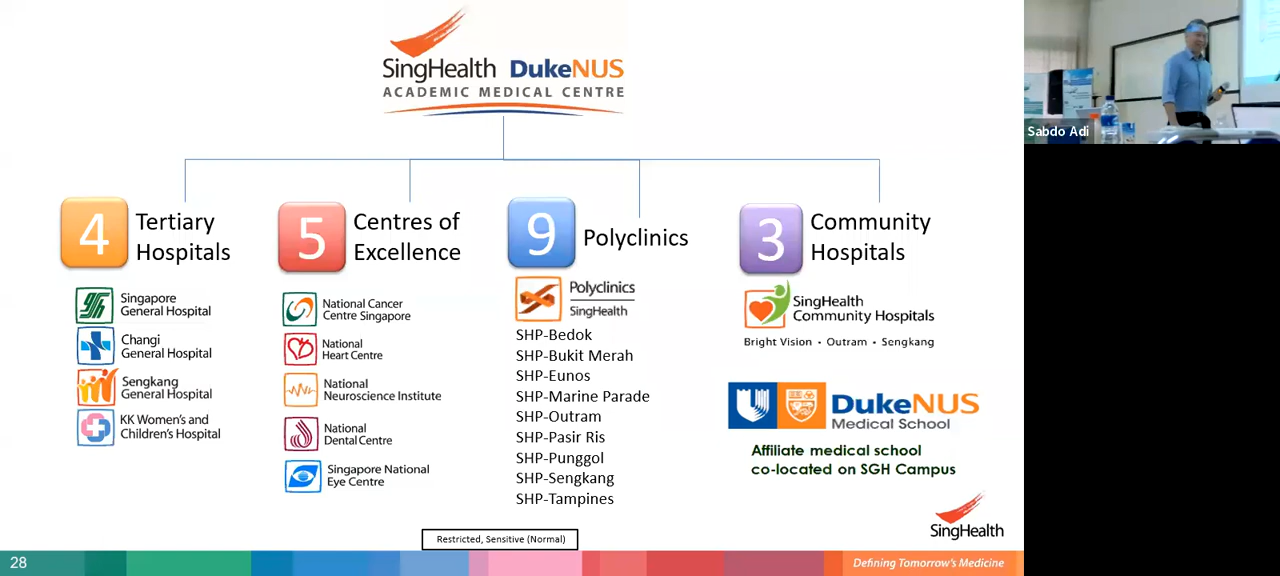 SingHealth DukeNUS
ACADEMIC MEDICAL CENTRE
4
Tertiary
Hospitals
Singapore
General Hospital
Changi
General Hospital
Sengkang
General Hospital
KK Women's and
Children's Hospital
5
Centres of
Excellence
National Cancer
Centre Singapore
National
Heart Centre
National
Neuroscience Institute
National
Dental Centre
Singapore National
Eye Centre
9
Polyclinics
Polyclinics
SingHealth
SHP-Bedok
SHP-Bukit Merah
SHP-Eunos
SHP-Marine Parade
SHP-Outram
SHP-Pasir Ris
SHP-Punggol
SHP-Sengkang
SHP-Tampines
3
Community
Hospitals
SingHealth
Community Hospitals
Bright Vision • Outram • Sengkang
DukeNUS
Medical School
Affiliate medical school
co-located on SGH Campus
SingHealth
Restricted, Sensitive (Normal)
28
Defining Tomorrow's Medicine
Sabdo Adi